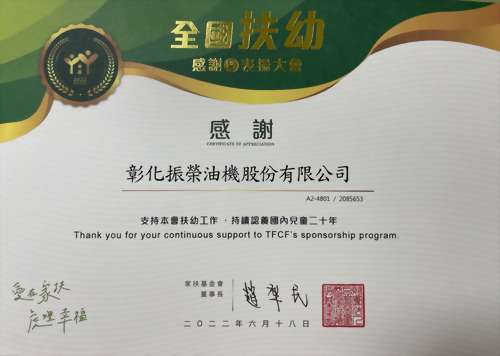 全國扶幼
感謝暨表揚大會
感謝
CERTIFICATE OF APPRECIATION
彰化振榮油機股份有限公司
A2-4801 / 2085653
支持本會扶幼工作，持續認養國內兒童二十年
Thank you for your continuous support to TFCF's sponsorship program.
家扶基金會
董事長
二〇二二年六月十八日
愛在家扶
處處幸福